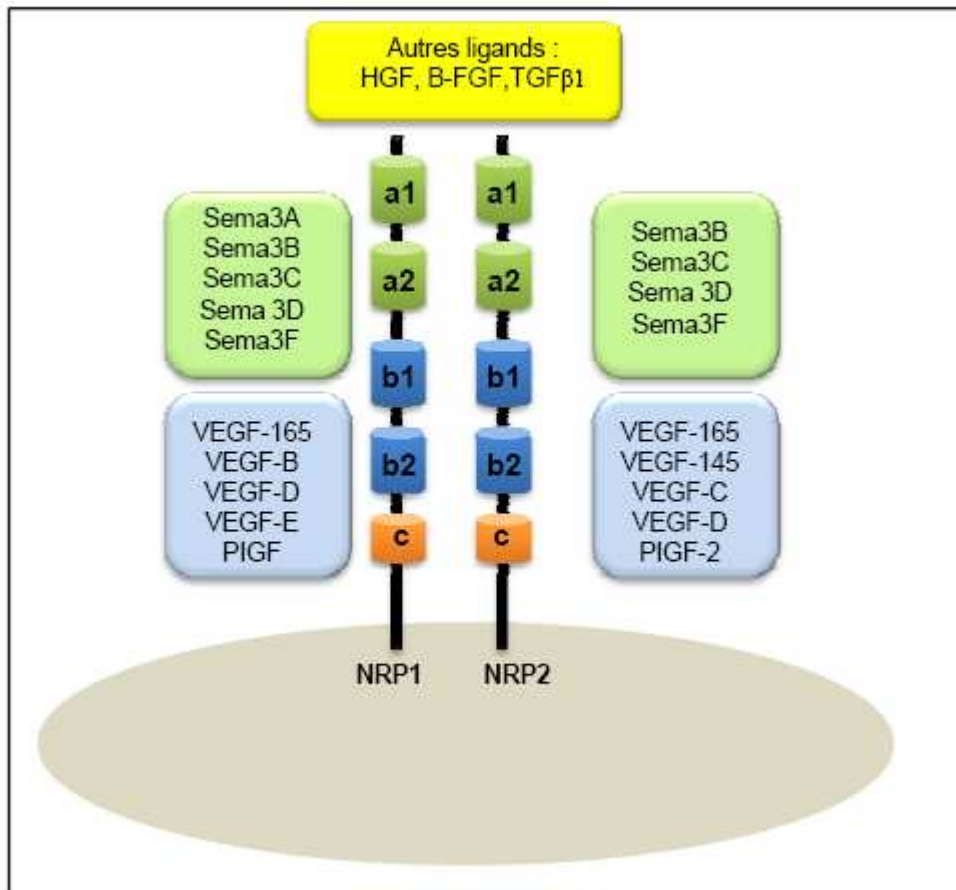 Autres ligands :
HGF, B-FGF,TGFβ1
Sema3A
Sema3B
Sema3C
Sema 3D
Sema3F
VEGF-165
VEGF-B
VEGF-D
VEGF-E
PIGF
a1
a2
b1
b2
c
NRP1
a1
a2
b1
b2
c
NRP2
Sema3B
Sema3C
Sema 3D
Sema3F
VEGF-165
VEGF-145
VEGF-C
VEGF-D
PIGF-2